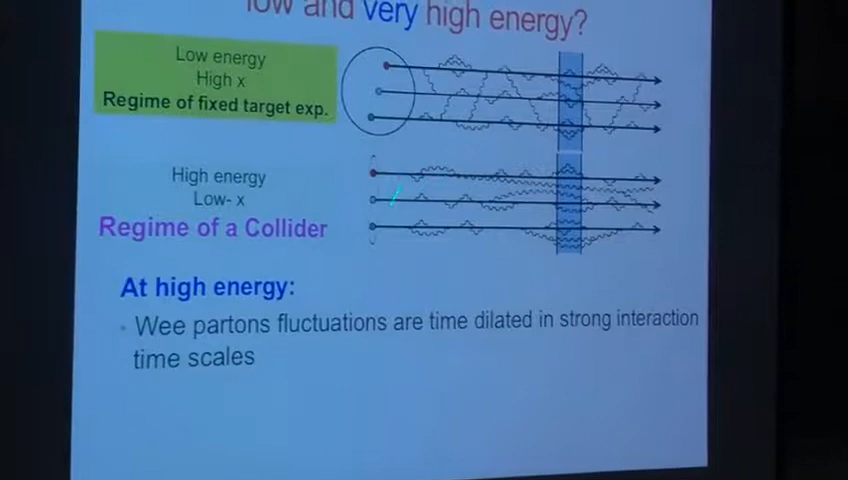 low and very high energy?
Low energy
High x
Regime of fixed target exp.
High energy
Low- x
Regime of a Collider
At high energy:
• Wee partons fluctuations are time dilated in strong interaction
time scales